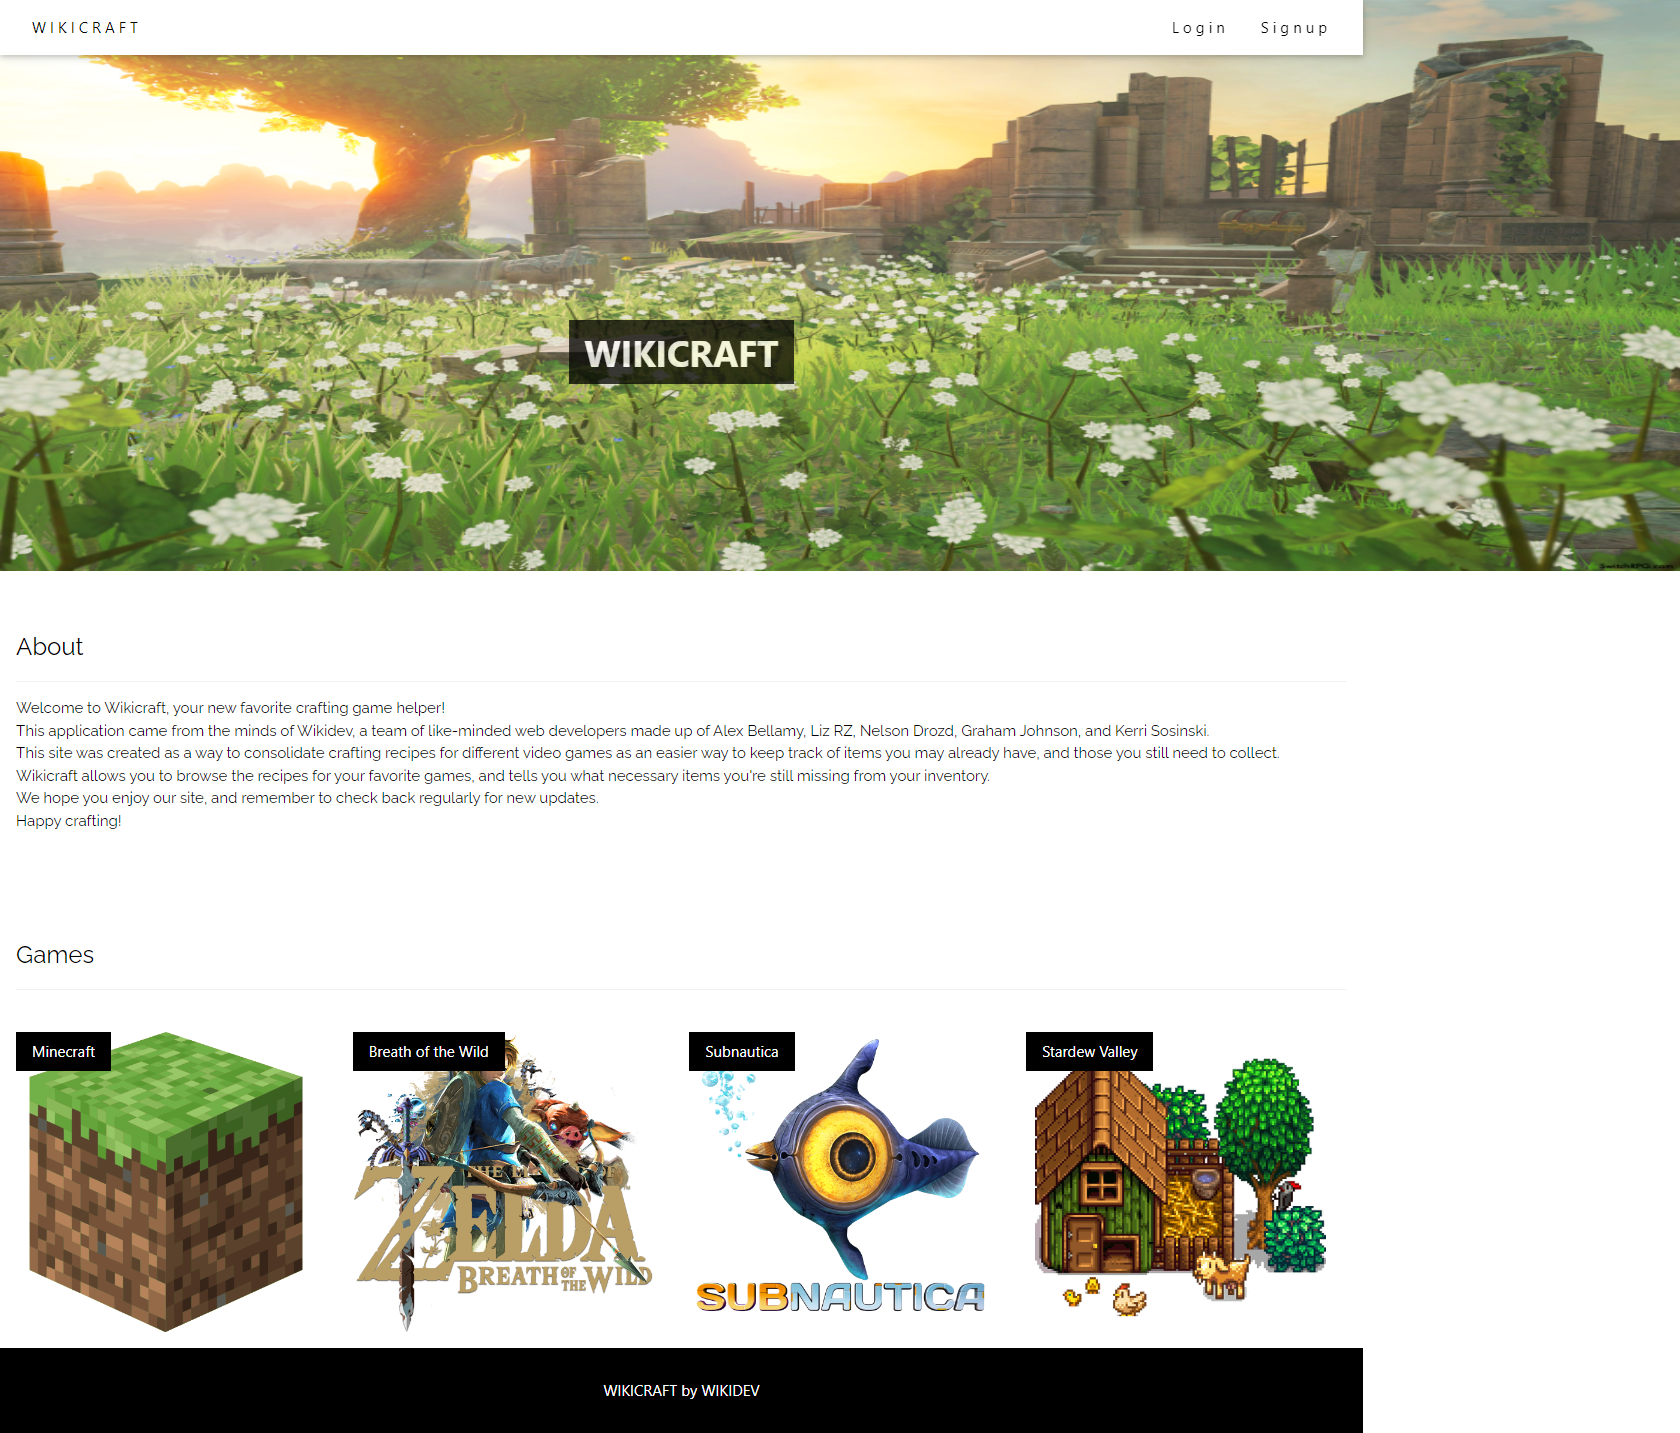 WIKICRAFT
Login Signup
WIKICRAFT
About
Welcome to Wikicraft, your new favorite crafting game helper!
This application came from the minds of Wikidev, a team of like-minded web developers made up of Alex Bellamy, Liz RZ, Nelson Drozd, Graham Johnson, and Kerri Sosinski.
This site was created as a way to consolidate crafting recipes for different video games as an easier way to keep track of items you may already have, and those you still need to collect.
Wikicraft allows you to browse the recipes for your favorite games, and tells you what necessary items you're still missing from your inventory.
We hope you enjoy our site, and remember to check back regularly for new updates.
Happy crafting!
Games
Minecraft
Breath of the Wild
THE OF
ZELDA
BREATH OF THE WILD
Subnautica
SUBNAUTICA
Stardew Valley
WIKICRAFT by WIKIDEV